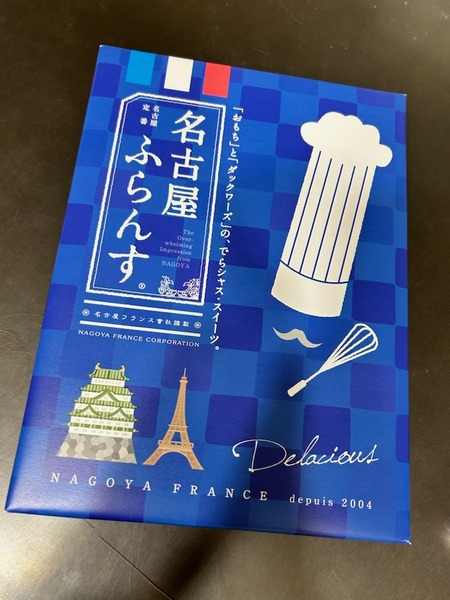 「おもち」と「ダックワーズ」の、でらシャス・スイーツ。
名古屋
定番
名古屋
ふらんす®
The
Over-
whelming
Impression
from
NAGOYA
名古屋フランス會社謹製
NAGOYA FRANCE CORPORATION
Delacious
NAGOYA FRANCE depuis 2004